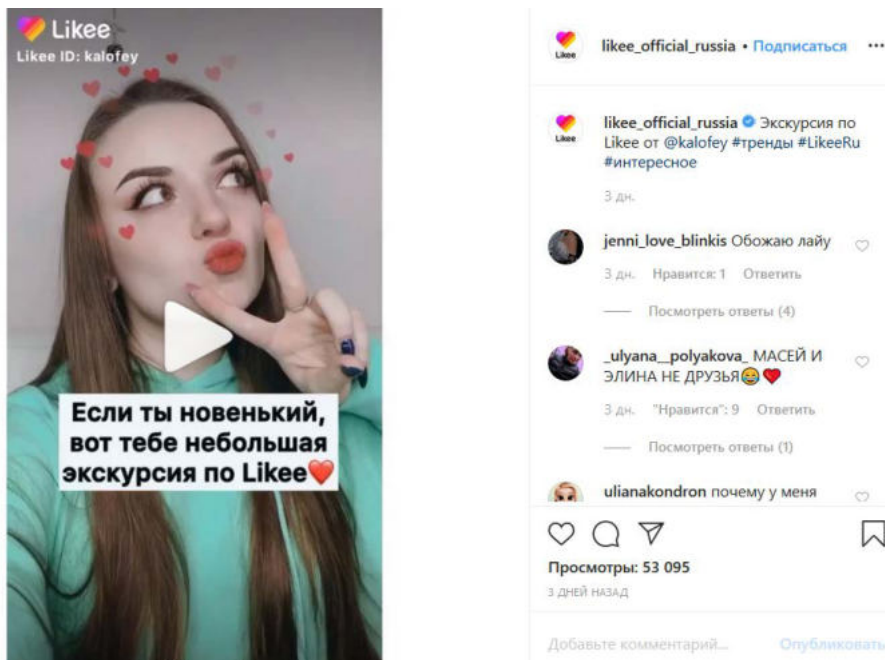 Likee
Likee ID: kalofey
Если ты новенький,
вот тебе небольшая
экскурсия по Likee
Likee
likee_official_russia • Подписаться
Likee
likee_official_russia Экскурсия по
Likee от @kalofey #тренды #LikeeRu
#интересное
3 дн.
jenni_love_blinkis Обожаю лайу
3 дн. Нравится: 1 Ответить
Посмотреть ответы (4)
_ulyana__polyakova_ МАСЕЙ И
ЭЛИНА НЕ ДРУЗЬЯ😂❤
3 дн. "Нравится": 9 Ответить
Посмотреть ответы (1)
ulianakondron почему у меня
Просмотры: 53 095
3 ДНЕЙ НАЗАД
Добавьте комментарий... Опубликовать